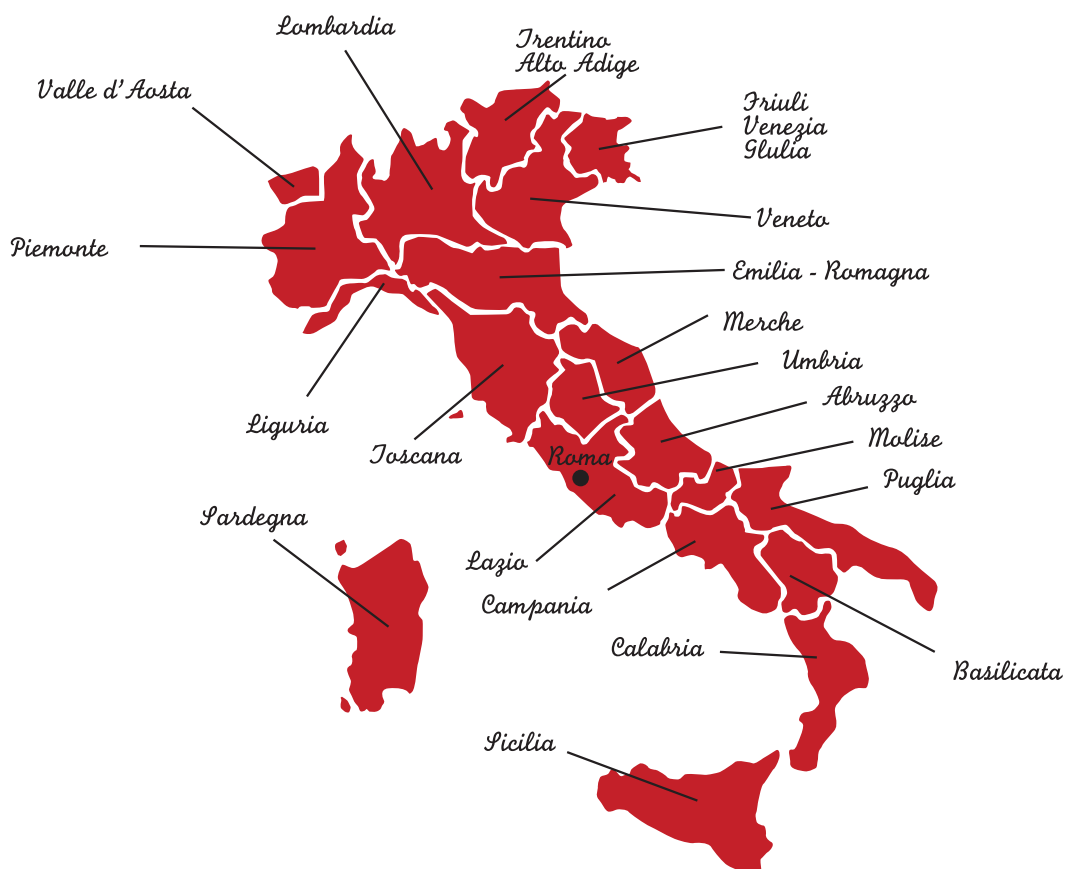 Lombardia
Trentino
Alto Adige
Valle d'Aosta
Friuli
Venezia
Glulia
Veneto
Piemonte
Emilia - Romagna
Merche
Umbria
Abruzzo
Liguria
Toscana
Roma
Molise
Puglia
Sardegna
Lazio
Campania
Calabria
Basilicata
Sicilia